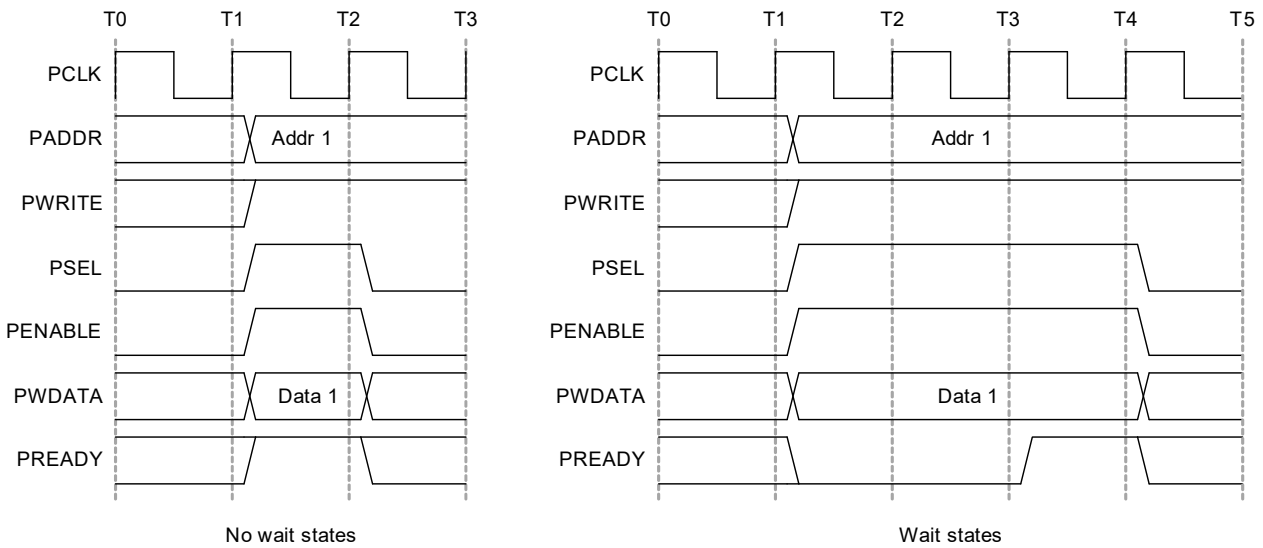 T0 T1 T2 T3
PCLK
PADDR Addr 1
PWRITE
PSEL
PENABLE
PWDATA Data 1
PREADY
No wait states
T0 T1 T2 T3 T4 T5
PCLK
PADDR Addr 1
PWRITE
PSEL
PENABLE
PWDATA Data 1
PREADY
Wait states